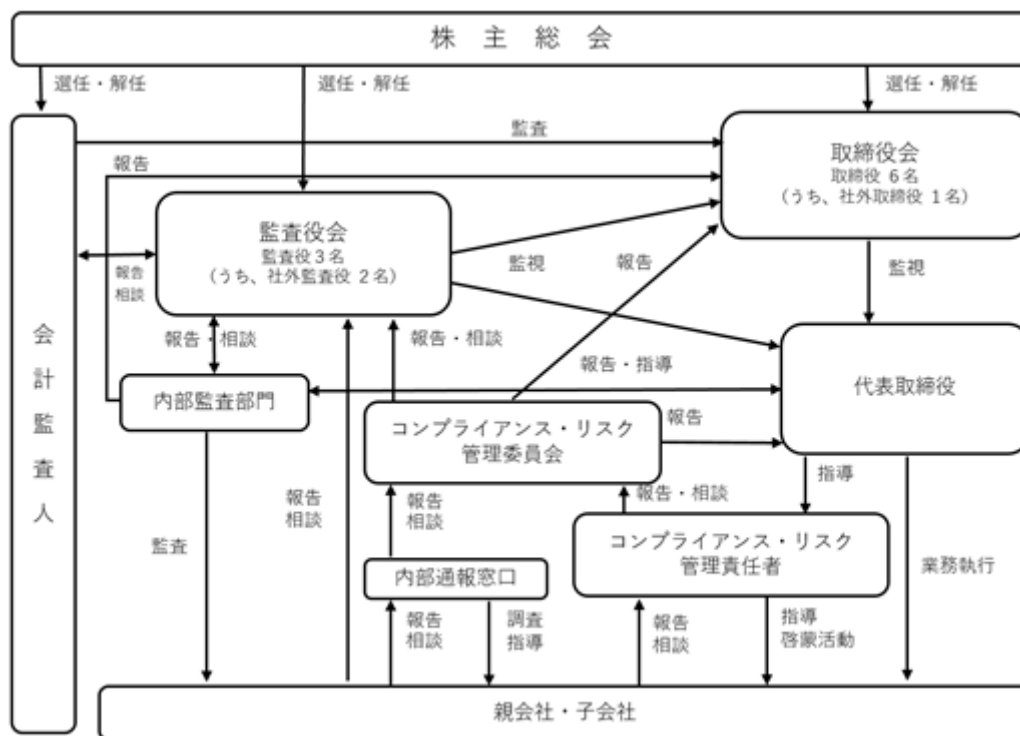 株主総会
選任・解任
選任・解任
選任・解任
監査
報告
取締役会
取締役 6名
（うち、社外取締役 1名）
監査役会
監査役3名
（うち、社外監査役 2名）
監視
報告
監視
報告
相談
会計監査人
報告・相談
報告・相談
報告・指導
代表取締役
内部監査部門
コンプライアンス・リスク
管理委員会
報告
指導
報告
相談
報告
相談
報告・相談
コンプライアンス・リスク
管理責任者
監査
内部通報窓口
業務執行
報告
相談
調査
指導
報告
相談
指導
啓蒙活動
親会社・子会社